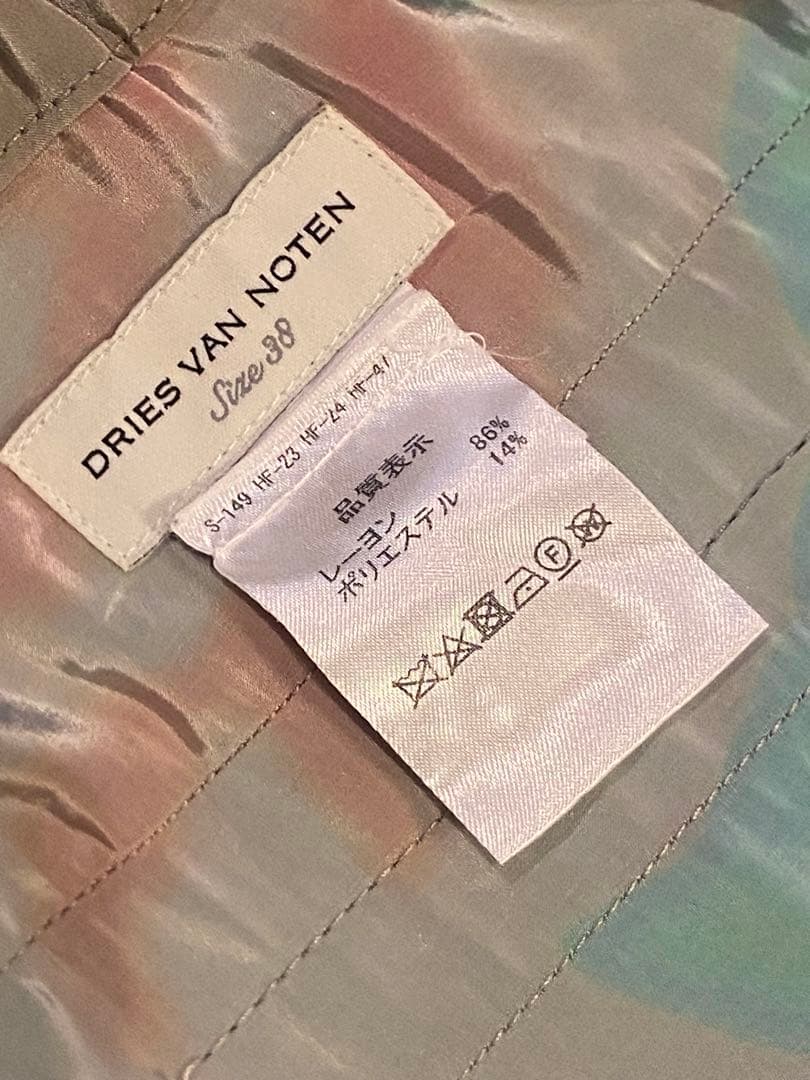 DRIES VAN NOTEN
Size 38
S-149 HF-23 HF-24 HF-47
品質表示
レーヨン 86%
ポリエステル 14%
F
W